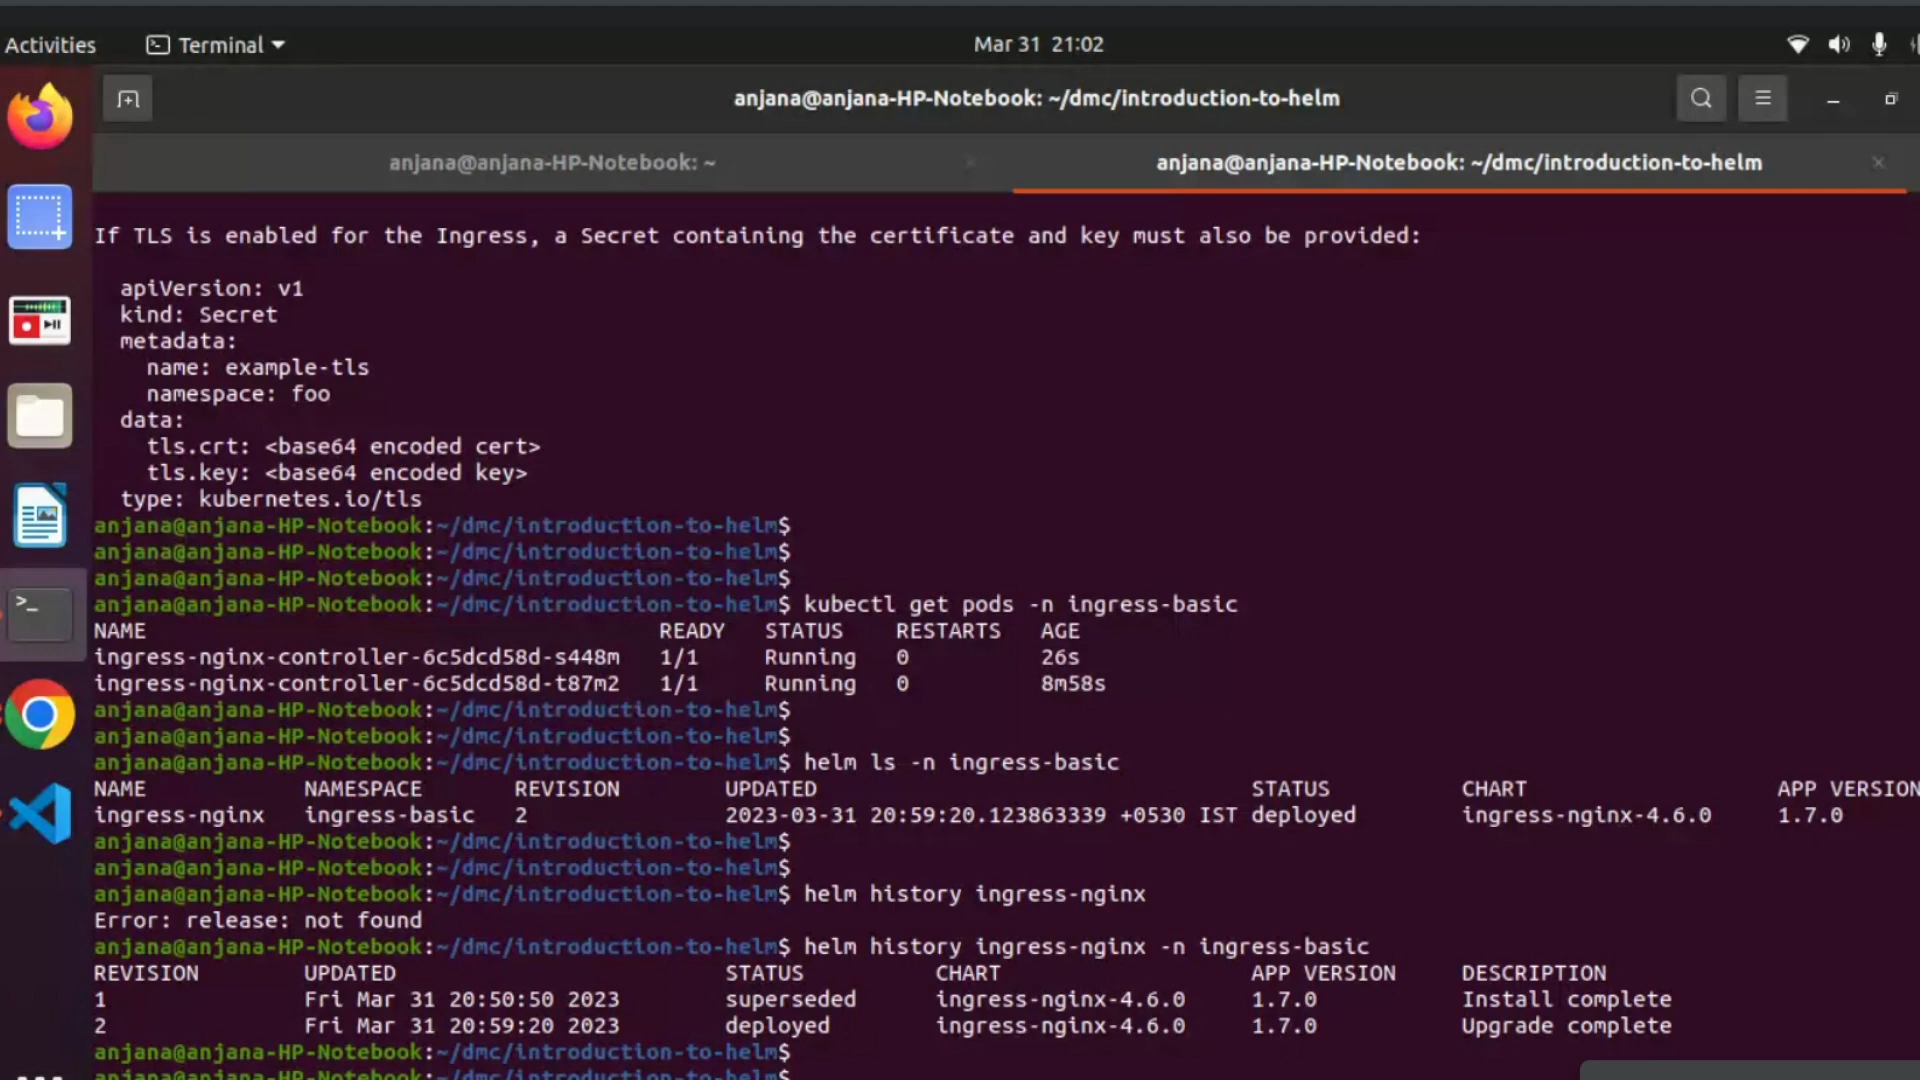 Activities Terminal Mar 31 21:02
anjana@anjana-HP-Notebook: ~/dmc/introduction-to-helm
anjana@anjana-HP-Notebook: ~ anjana@anjana-HP-Notebook: ~/dmc/introduction-to-helm
If TLS is enabled for the Ingress, a Secret containing the certificate and key must also be provided:
  apiVersion: v1
  kind: Secret
  metadata:
    name: example-tls
    namespace: foo
  data:
    tls.crt: <base64 encoded cert>
    tls.key: <base64 encoded key>
  type: kubernetes.io/tls
anjana@anjana-HP-Notebook:~/dmc/introduction-to-helm$
anjana@anjana-HP-Notebook:~/dmc/introduction-to-helm$
anjana@anjana-HP-Notebook:~/dmc/introduction-to-helm$
anjana@anjana-HP-Notebook:~/dmc/introduction-to-helm$ kubectl get pods -n ingress-basic
NAME READY STATUS RESTARTS AGE
ingress-nginx-controller-6c5dcd58d-s448m 1/1 Running 0 26s
ingress-nginx-controller-6c5dcd58d-t87m2 1/1 Running 0 8m58s
anjana@anjana-HP-Notebook:~/dmc/introduction-to-helm$
anjana@anjana-HP-Notebook:~/dmc/introduction-to-helm$
anjana@anjana-HP-Notebook:~/dmc/introduction-to-helm$ helm ls -n ingress-basic
NAME NAMESPACE REVISION UPDATED STATUS CHART APP VERSION
ingress-nginx ingress-basic 2 2023-03-31 20:59:20.123863339 +0530 IST deployed ingress-nginx-4.6.0 1.7.0
anjana@anjana-HP-Notebook:~/dmc/introduction-to-helm$
anjana@anjana-HP-Notebook:~/dmc/introduction-to-helm$
anjana@anjana-HP-Notebook:~/dmc/introduction-to-helm$ helm history ingress-nginx
Error: release: not found
anjana@anjana-HP-Notebook:~/dmc/introduction-to-helm$ helm history ingress-nginx -n ingress-basic
REVISION UPDATED STATUS CHART APP VERSION DESCRIPTION
1 Fri Mar 31 20:50:50 2023 superseded ingress-nginx-4.6.0 1.7.0 Install complete
2 Fri Mar 31 20:59:20 2023 deployed ingress-nginx-4.6.0 1.7.0 Upgrade complete
anjana@anjana-HP-Notebook:~/dmc/introduction-to-helm$
anjana@anjana-HP-Notebook:~/dmc/introduction-to-helm$